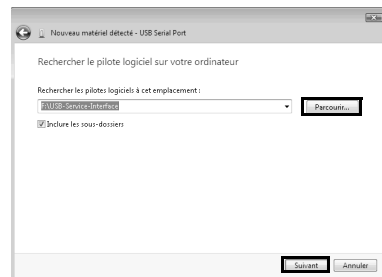 Nouveau matériel détecté - USB Serial Port
Rechercher le pilote logiciel sur votre ordinateur
Rechercher les pilotes logiciels à cet emplacement :
F:\USB-Service-Interface
Parcourir...
Inclure les sous-dossiers
Suivant
Annuler